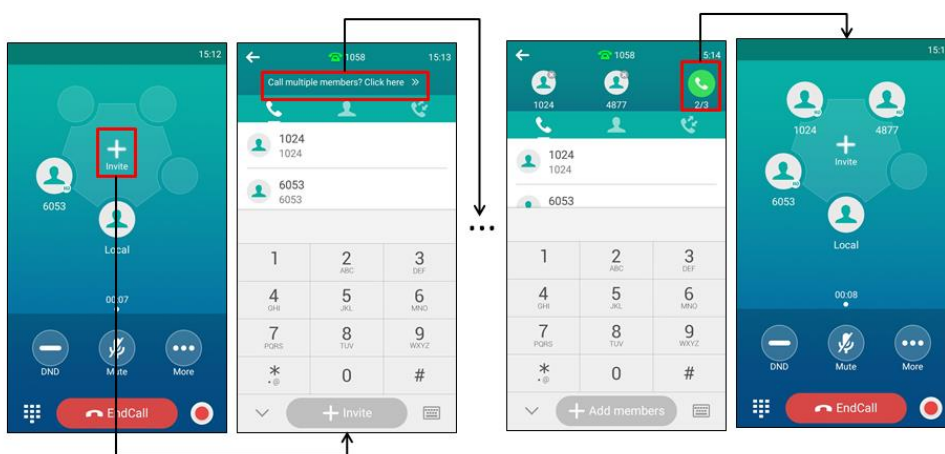 15:12
Invite
6053
Local
00:07
DND
Mute
More
EndCall
1058
15:13
Call multiple members? Click here »
1024
1024
6053
6053
1
2
ABC
3
DEF
4
GHI
5
JKL
6
MNO
7
PQRS
8
TUV
9
WXYZ
*
.@
0
#
+ Invite
...
1058
5:14
1024
4877
2/3
1024
1024
6053
1
2
ABC
3
DEF
4
GHI
5
JKL
6
MNO
7
PQRS
8
TUV
9
WXYZ
*
.@
0
#
+ Add members
1024
4877
Invite
6053
Local
00:08
DND
Mute
More
EndCall